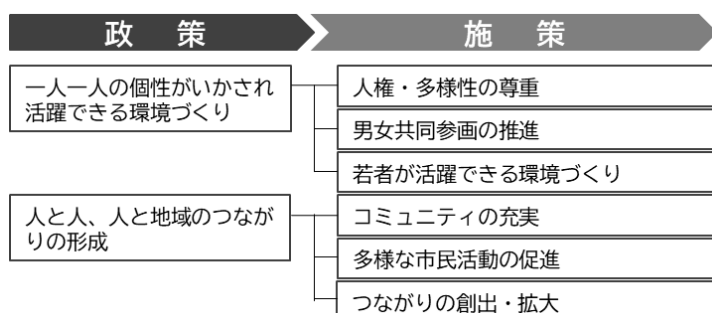 政　策
施　策
一人一人の個性がいかされ
活躍できる環境づくり
人権・多様性の尊重
男女共同参画の推進
若者が活躍できる環境づくり
人と人、人と地域のつなが
りの形成
コミュニティの充実
多様な市民活動の促進
つながりの創出・拡大